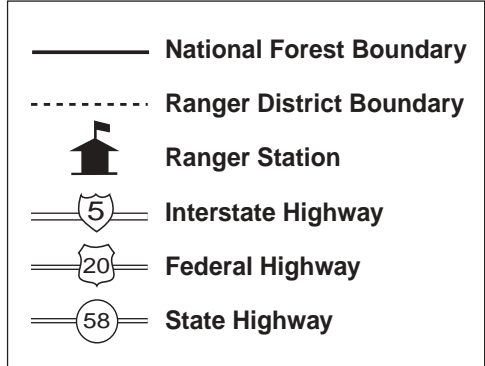 National Forest Boundary
Ranger District Boundary
Ranger Station
5 Interstate Highway
20 Federal Highway
58 State Highway